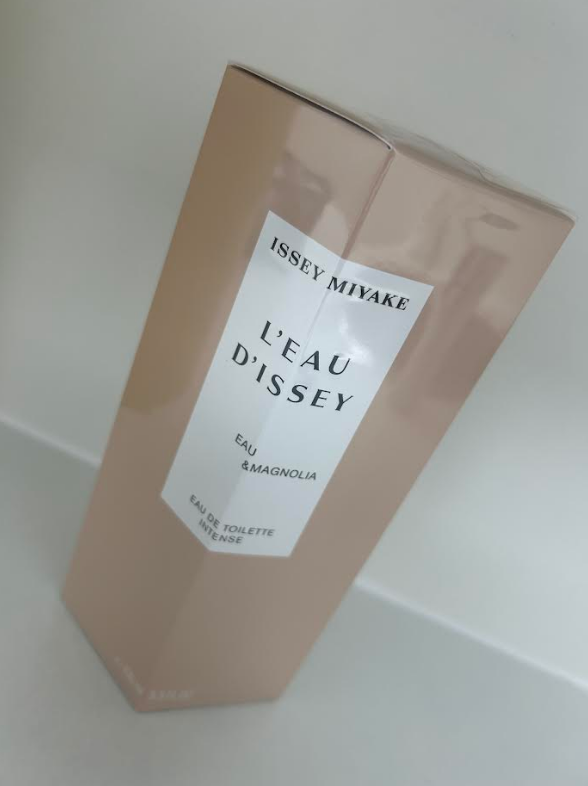 ISSEY MIYAKE
L'EAU
D'ISSEY
EAU
&MAGNOLIA
EAU DE TOILETTE
INTENSE